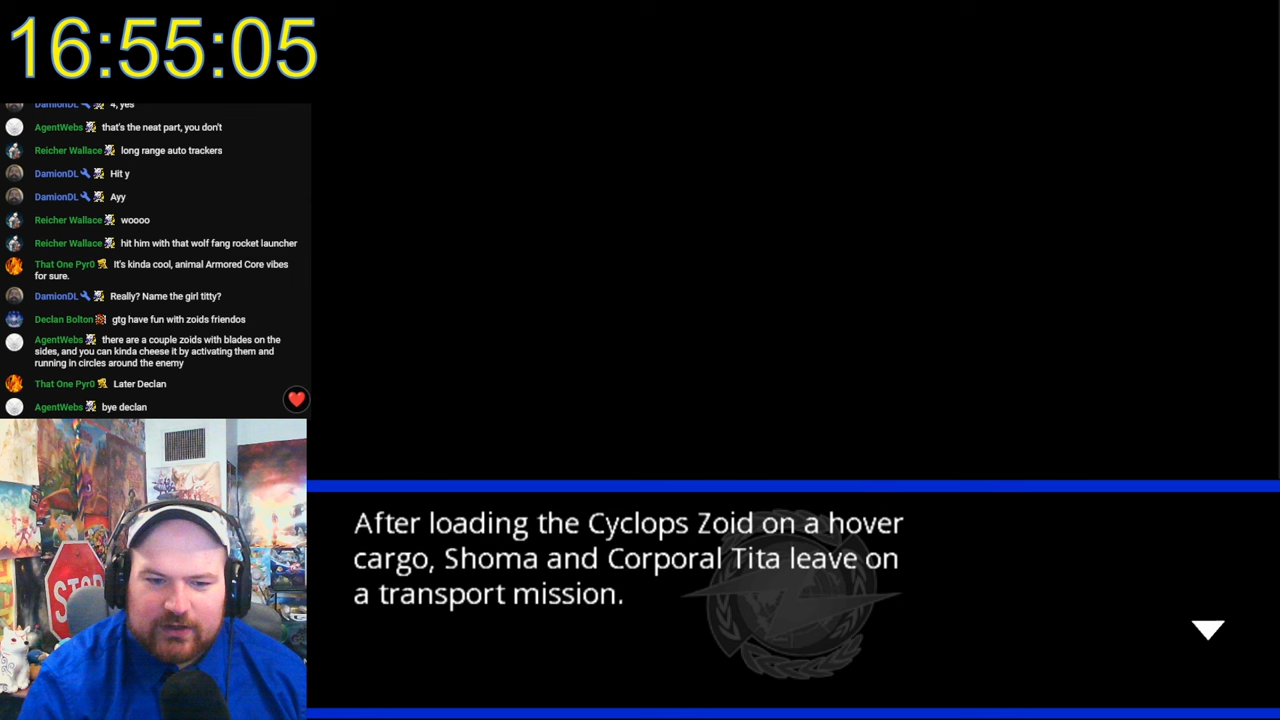 16:55:05
DamionDL 4, yes
AgentWebs that's the neat part, you don't
Reicher Wallace long range auto trackers
DamionDL Hit y
DamionDL Ayy
Reicher Wallace woooo
Reicher Wallace hit him with that wolf fang rocket launcher
That One Pyr0 It's kinda cool, animal Armored Core vibes
for sure.
DamionDL Really? Name the girl titty?
Declan Bolton gtg have fun with zoids friendos
AgentWebs there are a couple zoids with blades on the
sides, and you can kinda cheese it by activating them and
running in circles around the enemy
That One Pyr0 Later Declan
AgentWebs bye declan
STOP
After loading the Cyclops Zoid on a hover
cargo, Shoma and Corporal Tita leave on
a transport mission.